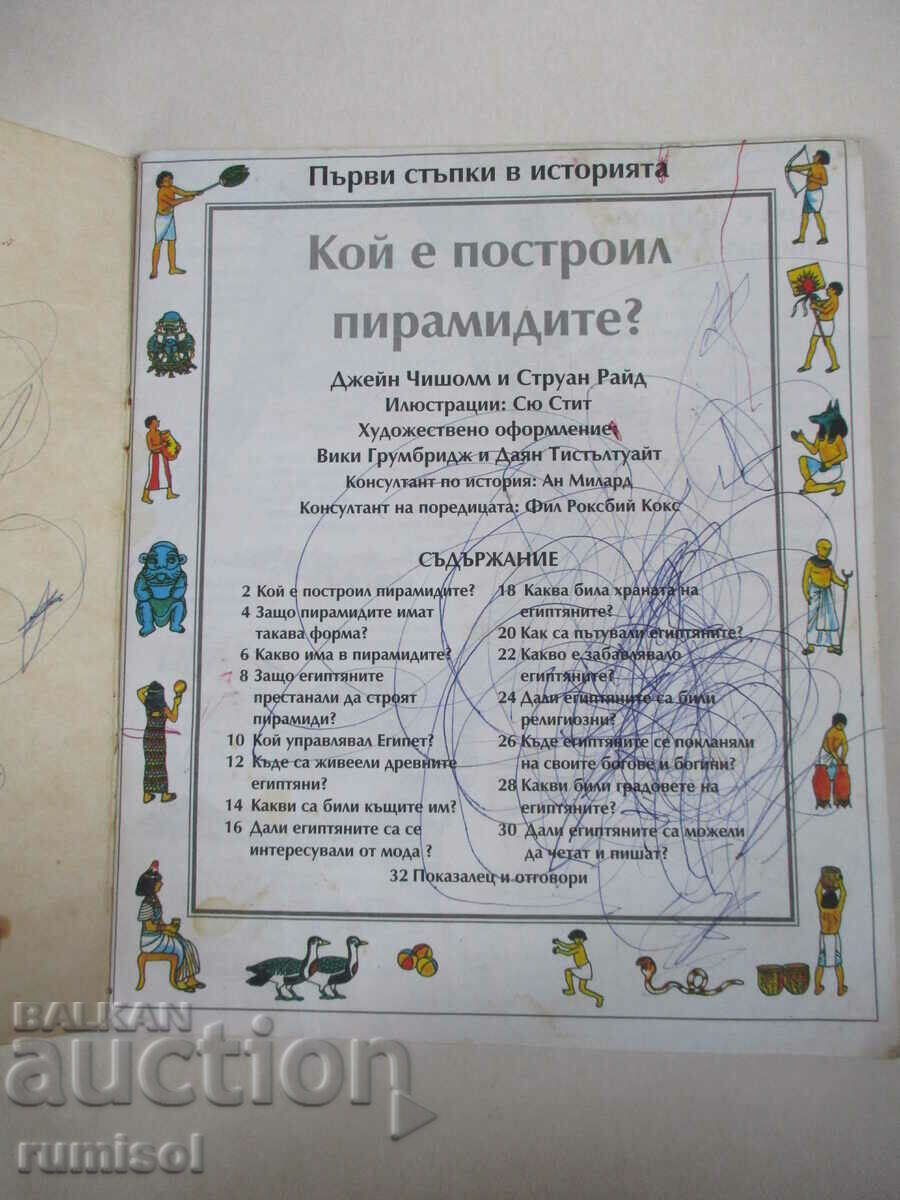 Първи стъпки в историята
Кой е построил
пирамидите?
Джейн Чишолм и Струан Райд
Илюстрации: Сю Стит
Художествено оформление:
Вики Грумбридж и Даян Тистълтуайт
Консултант по история: Ан Милард
Консултант на поредицата: Фил Роксбий Кокс
СЪДЪРЖАНИЕ
2 Кой е построил пирамидите?
4 Защо пирамидите имат
такава форма?
6 Какво има в пирамидите?
8 Защо египтяните
престанали да строят
пирамиди?
10 Кой управлявал Египет?
12 Къде са живеели древните
египтяни?
14 Какви са били къщите им?
16 Дали египтяните са се
интересували от мода ?
18 Каква била храната на
египтяните?
20 Как са пътували египтяните?
22 Какво е забавлявало
египтяните?
24 Дали египтяните са били
религиозни?
26 Къде египтяните се покланяли
на своите богове и богини?
28 Какви били градовете на
египтяните?
30 Дали египтяните са можели
да четат и пишат?
32 Показалец и отговори
BALKAN
auction
rumisol